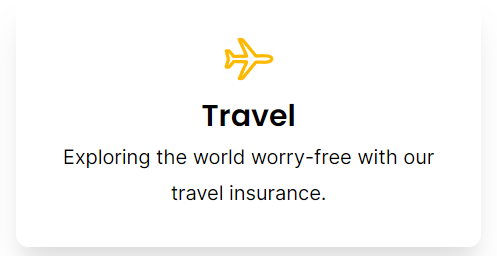 Travel
Exploring the world worry-free with our
travel insurance.